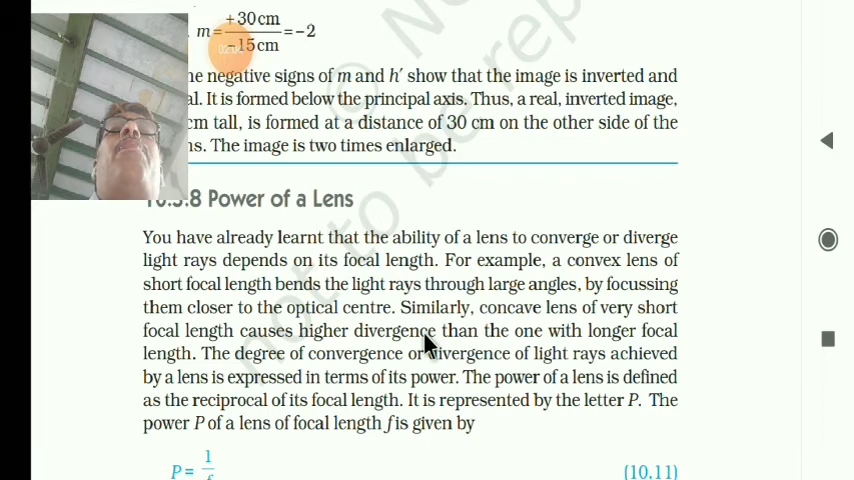 m = +30 cm / −15 cm = −2
ne negative signs of m and h′ show that the image is inverted and
al. It is formed below the principal axis. Thus, a real, inverted image,
cm tall, is formed at a distance of 30 cm on the other side of the
ns. The image is two times enlarged.
.8 Power of a Lens
You have already learnt that the ability of a lens to converge or diverge
light rays depends on its focal length. For example, a convex lens of
short focal length bends the light rays through large angles, by focussing
them closer to the optical centre. Similarly, concave lens of very short
focal length causes higher divergence than the one with longer focal
length. The degree of convergence or divergence of light rays achieved
by a lens is expressed in terms of its power. The power of a lens is defined
as the reciprocal of its focal length. It is represented by the letter P. The
power P of a lens of focal length f is given by
P = 1 / f (10.11)
© N
not to be rep